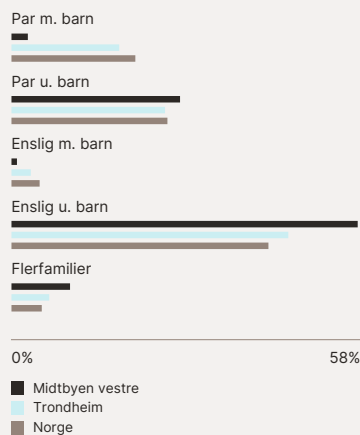 Par m. barn
Par u. barn
Enslig m. barn
Enslig u. barn
Flerfamilier
0% 58%
Midtbyen vestre
Trondheim
Norge